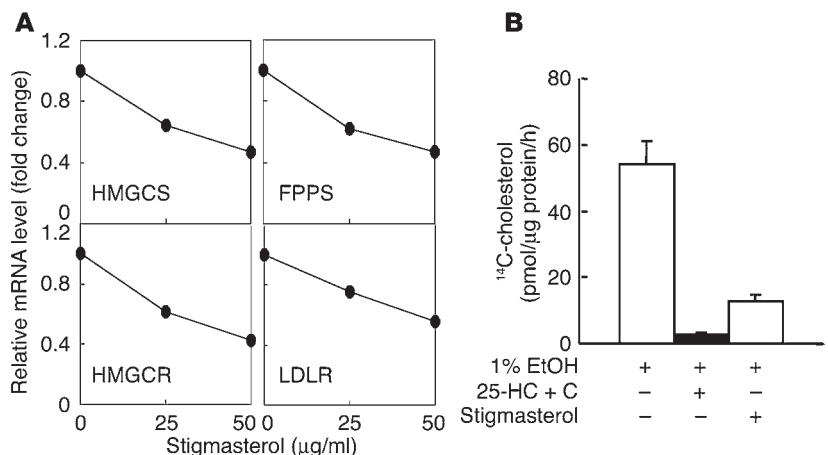 A
Relative mRNA level (fold change)
1.2
0.8
0.4
0
HMGCS
FPPS
1.2
0.8
0.4
0
HMGCR
LDLR
0 25 50 0 25 50
Stigmasterol (µg/ml)
B
¹⁴C-cholesterol
(pmol/µg protein/h)
80
60
40
20
0
1% EtOH + + +
25-HC + C – + –
Stigmasterol – – +